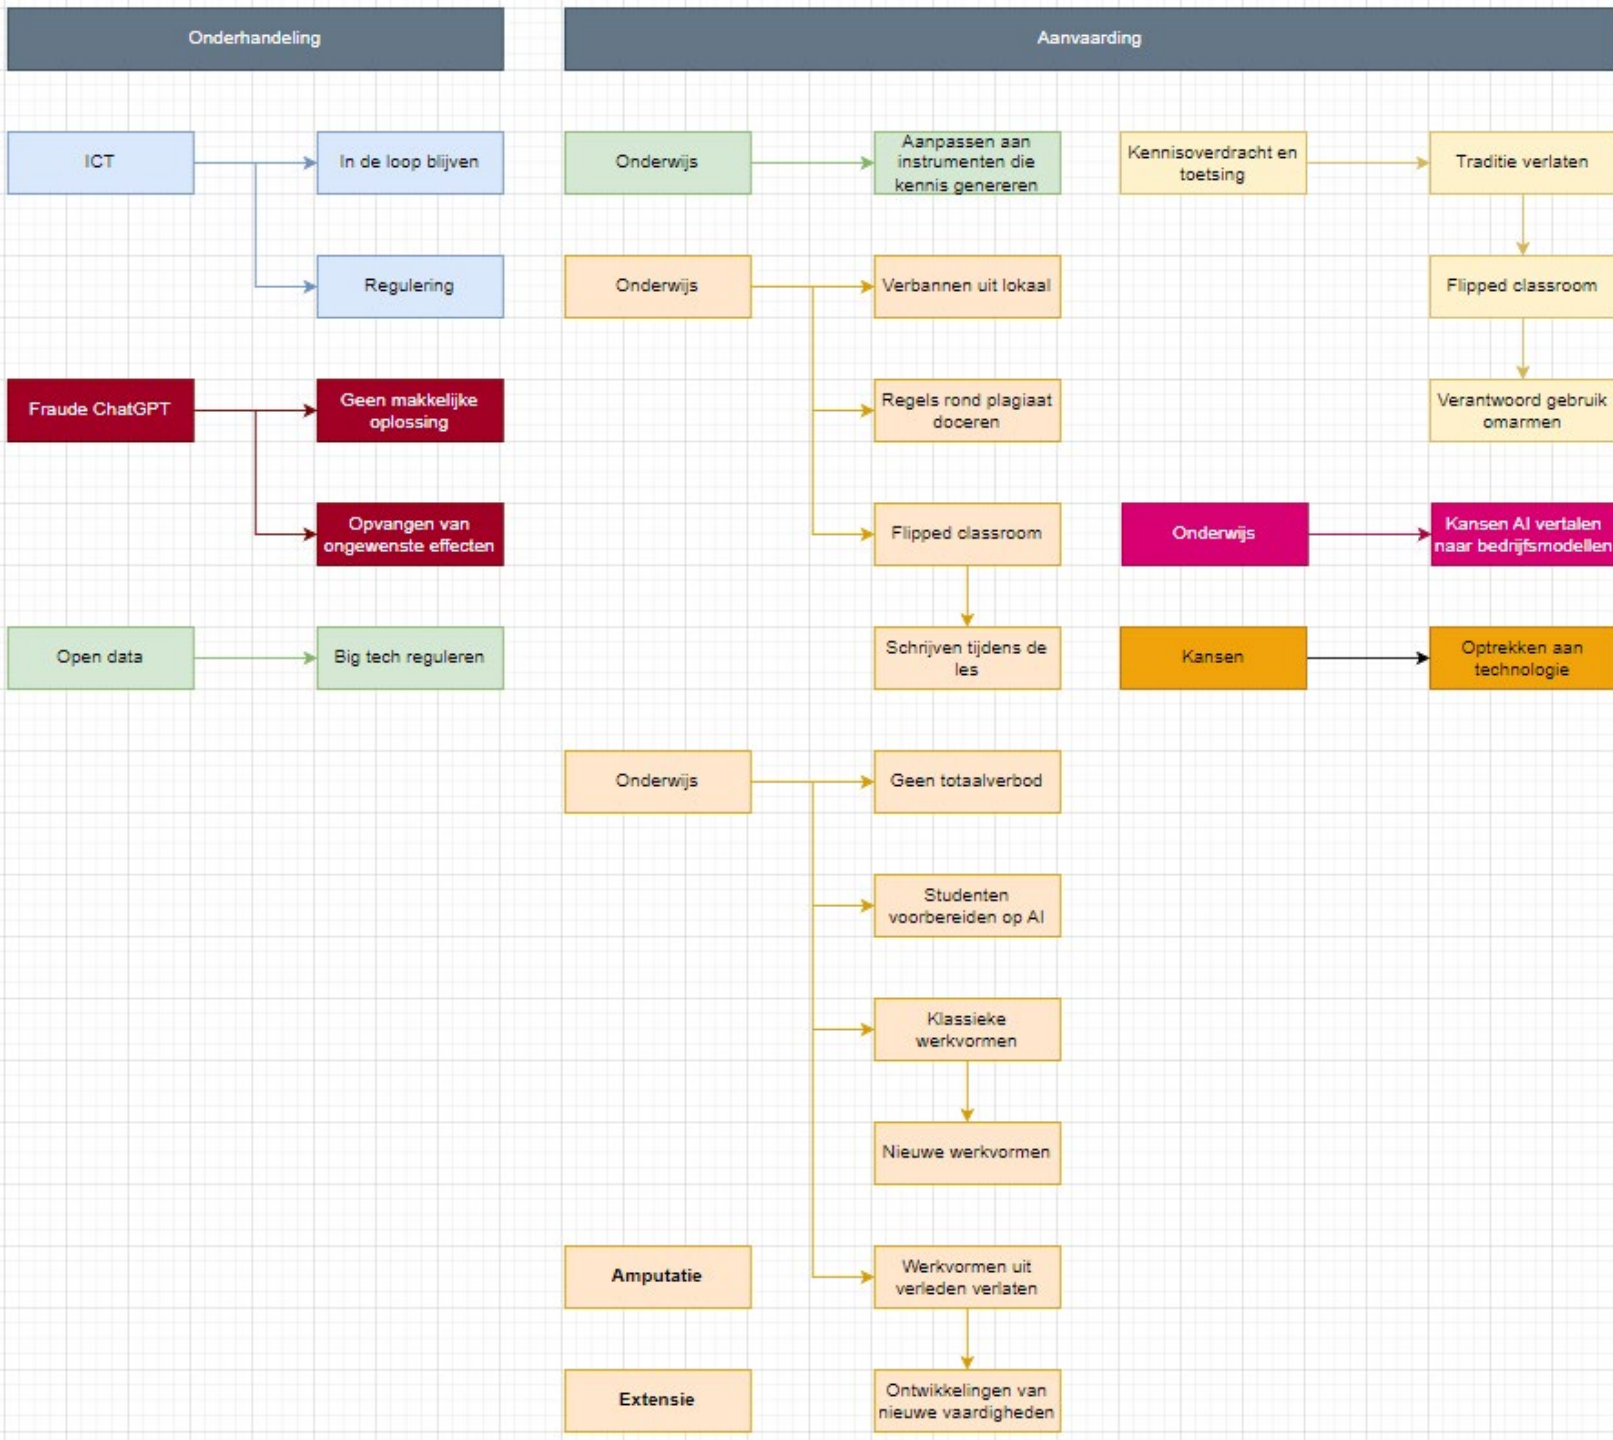 Onderhandeling
Aanvaarding
ICT
In de loop blijven
Onderwijs
Aanpassen aan
instrumenten die
kennis genereren
Kennisoverdracht en
toetsing
Traditie verlaten
Regulering
Onderwijs
Verbannen uit lokaal
Flipped classroom
Fraude ChatGPT
Geen makkelijke
oplossing
Regels rond plagiaat
doceren
Verantwoord gebruik
omarmen
Opvangen van
ongewenste effecten
Flipped classroom
Onderwijs
Kansen AI vertalen
naar bedrijfsmodellen
Open data
Big tech reguleren
Schrijven tijdens de
les
Kansen
Optrekken aan
technologie
Onderwijs
Geen totaalverbod
Studenten
voorbereiden op AI
Klassieke
werkvormen
Nieuwe werkvormen
Amputatie
Werkvormen uit
verleden verlaten
Extensie
Ontwikkelingen van
nieuwe vaardigheden